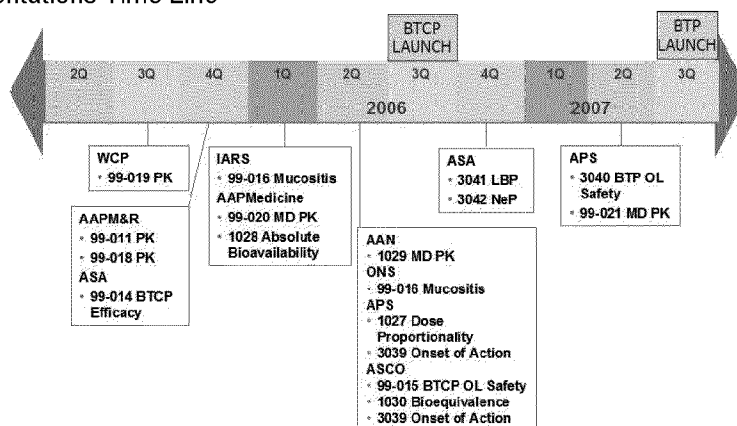 entations Time Line
BTCP
LAUNCH
BTP
LAUNCH
2Q 3Q 4Q 1Q 2Q 3Q 4Q 1Q 2Q 3Q
2006 2007
WCP
• 99-019 PK
AAPM&R
• 99-011 PK
• 99-018 PK
ASA
• 99-014 BTCP
Efficacy
IARS
• 99-016 Mucositis
AAPMedicine
• 99-020 MD PK
• 1028 Absolute
Bioavailability
AAN
• 1029 MD PK
ONS
• 99-016 Mucositis
APS
• 1027 Dose
Proportionality
• 3039 Onset of Action
ASCO
• 99-015 BTCP OL Safety
• 1030 Bioequivalence
• 3039 Onset of Action
ASA
• 3041 LBP
• 3042 NeP
APS
• 3040 BTP OL
Safety
• 99-021 MD PK